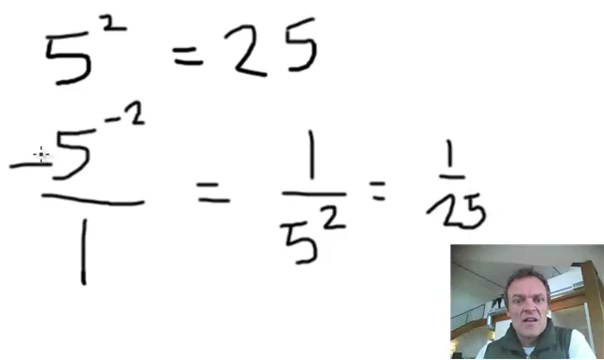 5² = 25
-5⁻²/1 = 1/5² = 1/25